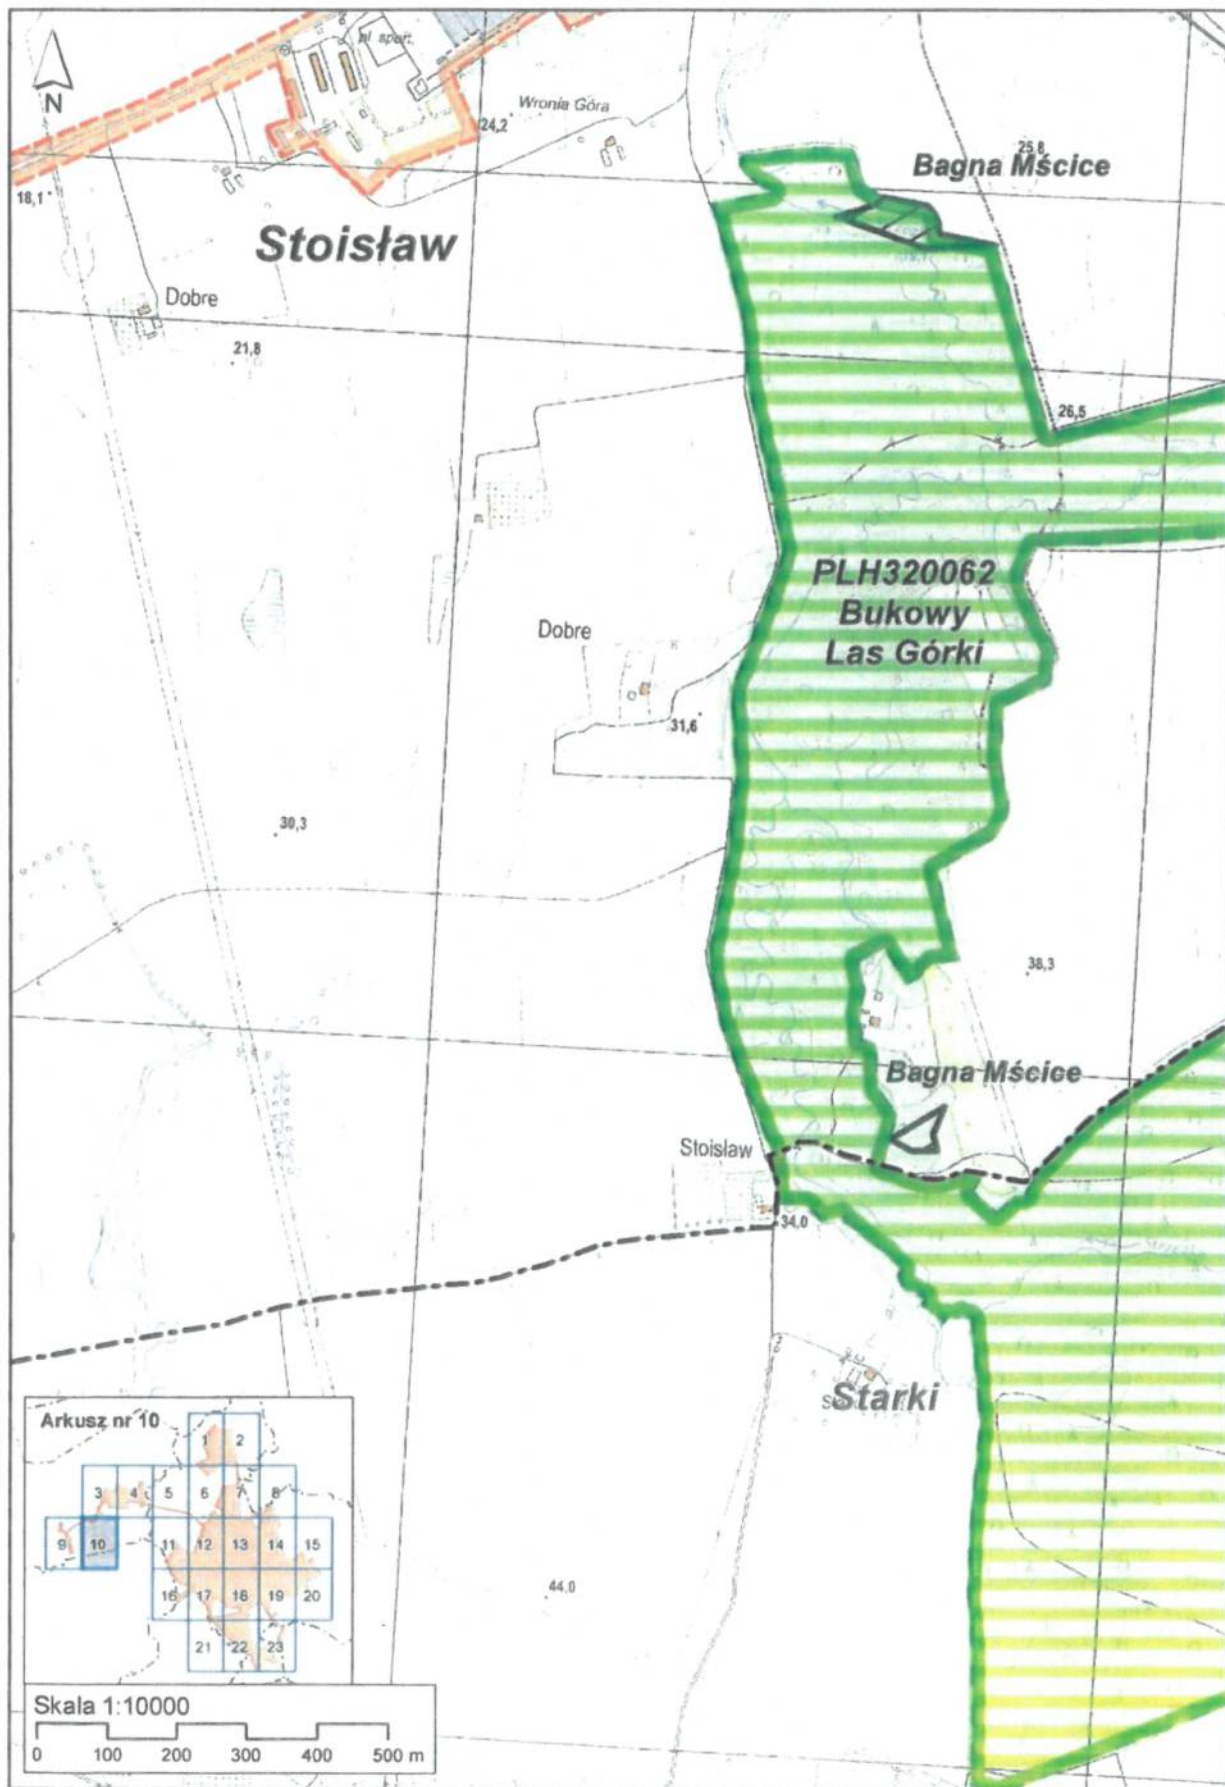 N
pl. sport.
Wronia Góra
24,2
25,8
Bagna Mścice
18,1
Stoisław
Dobre
21,8
26,5
PLH320062
Bukowy
Las Górki
Dobre
31,6
30,3
38,3
Bagna Mścice
Stoisław
34.0
Starki
44.0
Arkusz nr 10
1 2
3 4 5 6 7 8
9 10 11 12 13 14 15
16 17 18 19 20
21 22 23
Skala 1:10000
0 100 200 300 400 500 m